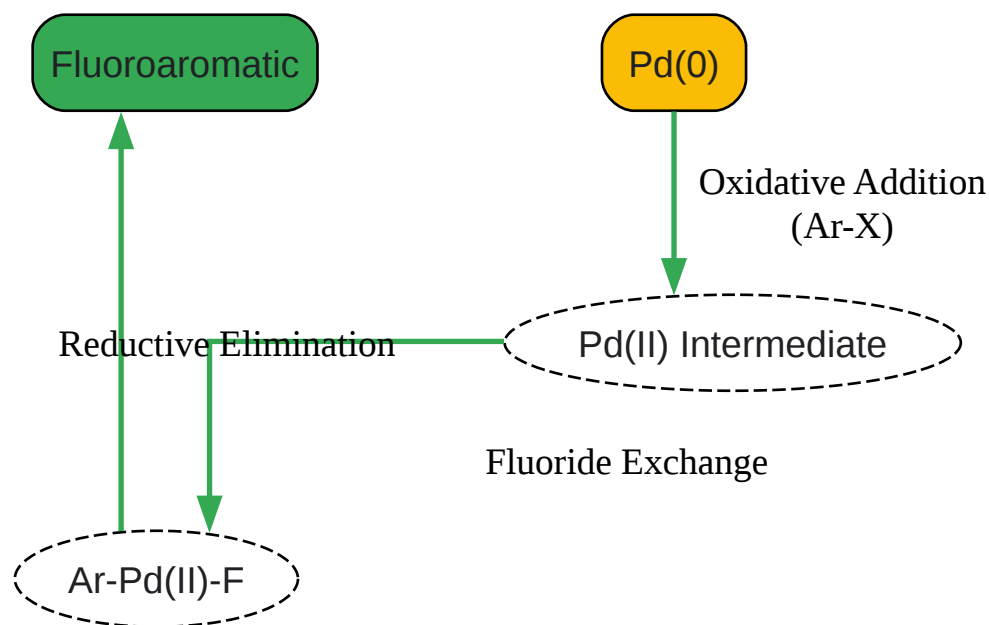 Fluoroaromatic
Pd(0)
Oxidative Addition
(Ar-X)
Reductive Elimination
Pd(II) Intermediate
Fluoride Exchange
Ar-Pd(II)-F